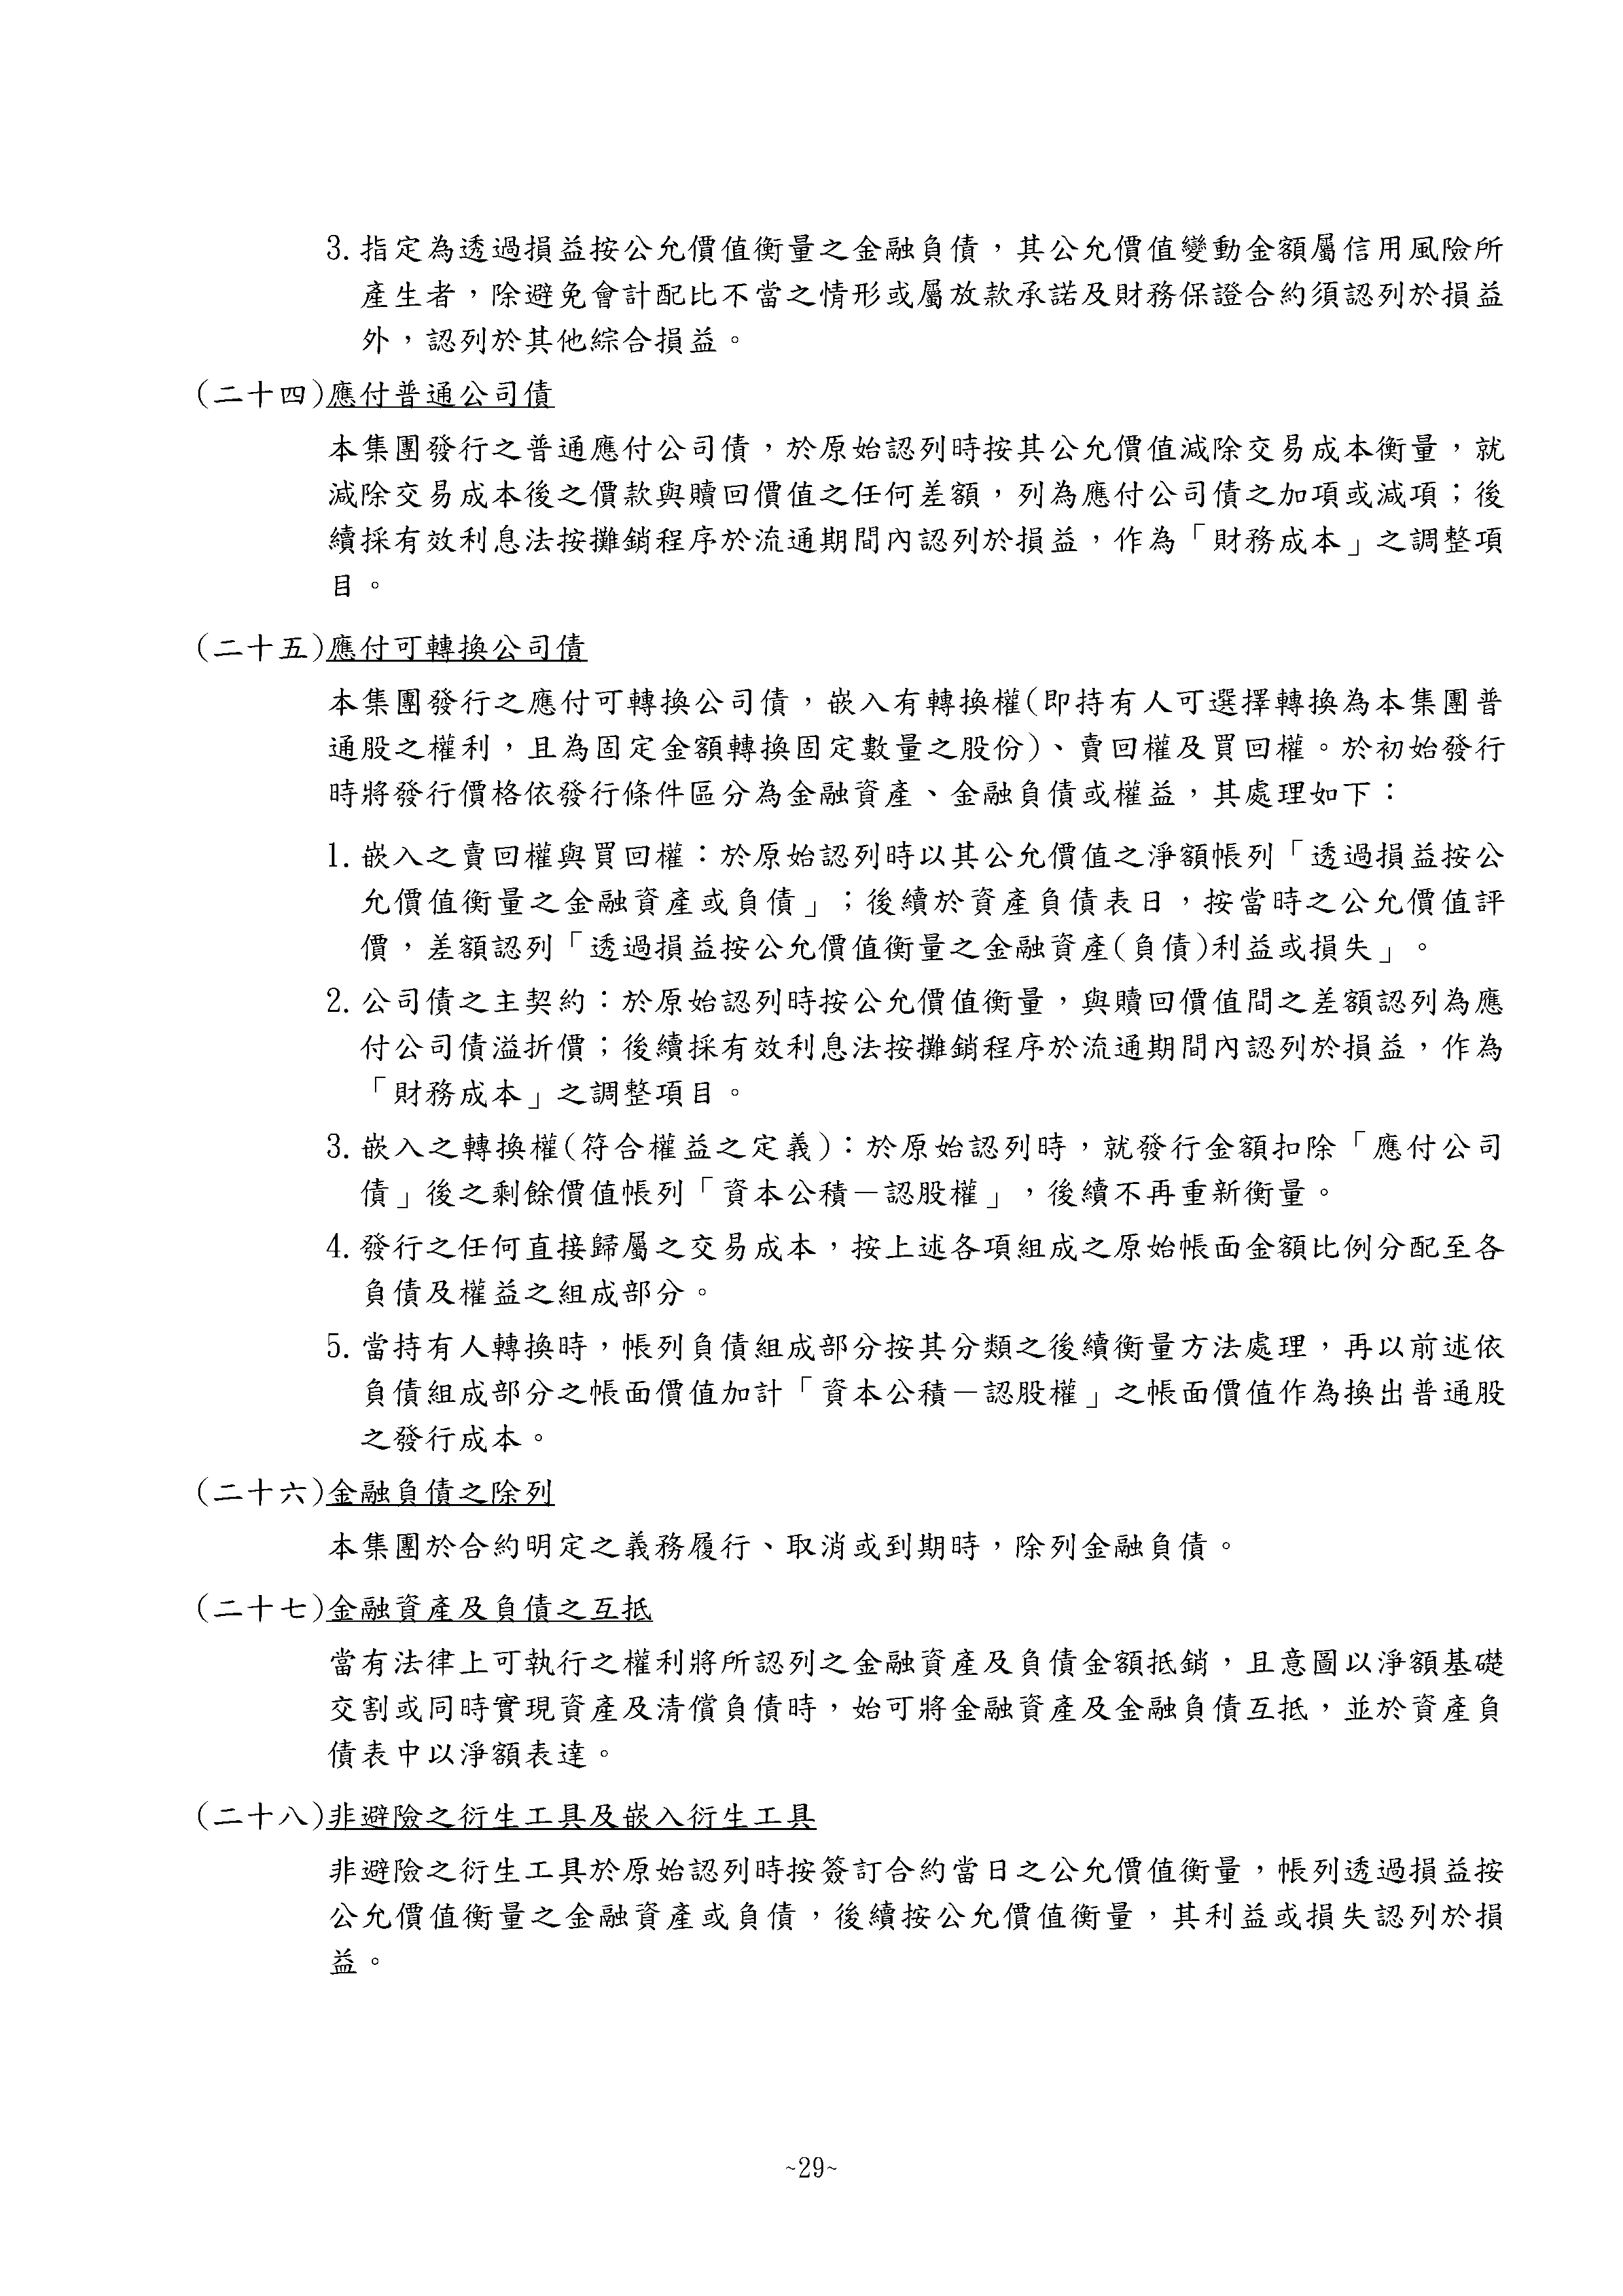 3.指定為透過損益按公允價值衡量之金融負債，其公允價值變動金額屬信用風險所
產生者，除避免會計配比不當之情形或屬放款承諾及財務保證合約須認列於損益
外，認列於其他綜合損益。
(二十四)應付普通公司債
本集團發行之普通應付公司債，於原始認列時按其公允價值減除交易成本衡量，就
減除交易成本後之價款與贖回價值之任何差額，列為應付公司債之加項或減項；後
續採有效利息法按攤銷程序於流通期間內認列於損益，作為「財務成本」之調整項
目。
(二十五)應付可轉換公司債
本集團發行之應付可轉換公司債，嵌入有轉換權(即持有人可選擇轉換為本集團普
通股之權利，且為固定金額轉換固定數量之股份)、賣回權及買回權。於初始發行
時將發行價格依發行條件區分為金融資產、金融負債或權益，其處理如下：
1.嵌入之賣回權與買回權：於原始認列時以其公允價值之淨額帳列「透過損益按公
允價值衡量之金融資產或負債」；後續於資產負債表日，按當時之公允價值評
價，差額認列「透過損益按公允價值衡量之金融資產(負債)利益或損失」。
2.公司債之主契約：於原始認列時按公允價值衡量，與贖回價值間之差額認列為應
付公司債溢折價；後續採有效利息法按攤銷程序於流通期間內認列於損益，作為
「財務成本」之調整項目。
3.嵌入之轉換權(符合權益之定義)：於原始認列時，就發行金額扣除「應付公司
債」後之剩餘價值帳列「資本公積－認股權」，後續不再重新衡量。
4.發行之任何直接歸屬之交易成本，按上述各項組成之原始帳面金額比例分配至各
負債及權益之組成部分。
5.當持有人轉換時，帳列負債組成部分按其分類之後續衡量方法處理，再以前述依
負債組成部分之帳面價值加計「資本公積－認股權」之帳面價值作為換出普通股
之發行成本。
(二十六)金融負債之除列
本集團於合約明定之義務履行、取消或到期時，除列金融負債。
(二十七)金融資產及負債之互抵
當有法律上可執行之權利將所認列之金融資產及負債金額抵銷，且意圖以淨額基礎
交割或同時實現資產及清償負債時，始可將金融資產及金融負債互抵，並於資產負
債表中以淨額表達。
(二十八)非避險之衍生工具及嵌入衍生工具
非避險之衍生工具於原始認列時按簽訂合約當日之公允價值衡量，帳列透過損益按
公允價值衡量之金融資產或負債，後續按公允價值衡量，其利益或損失認列於損
益。
~29~